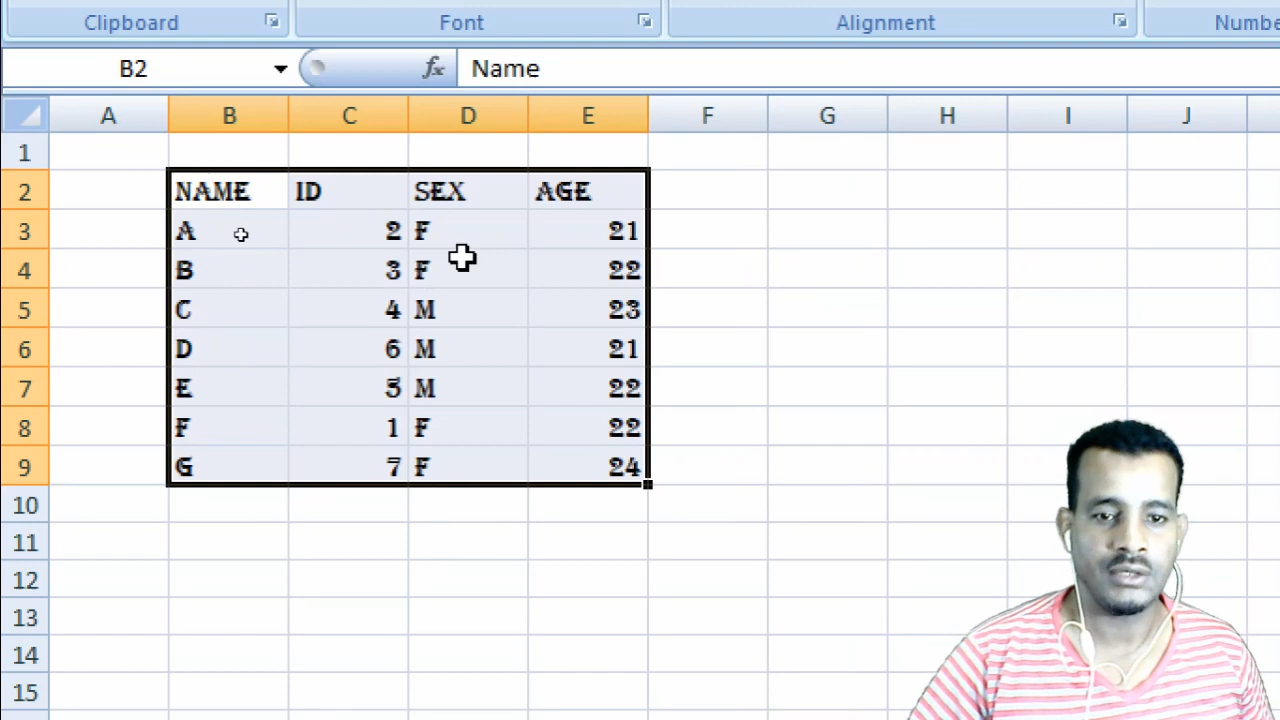 Clipboard Font Alignment Numbe
B2 fx Name
A B C D E F G H I J
1
2 NAME ID SEX AGE
3 A 2 F 21
4 B 3 F 22
5 C 4 M 23
6 D 6 M 21
7 E 5 M 22
8 F 1 F 22
9 G 7 F 24
10
11
12
13
14
15